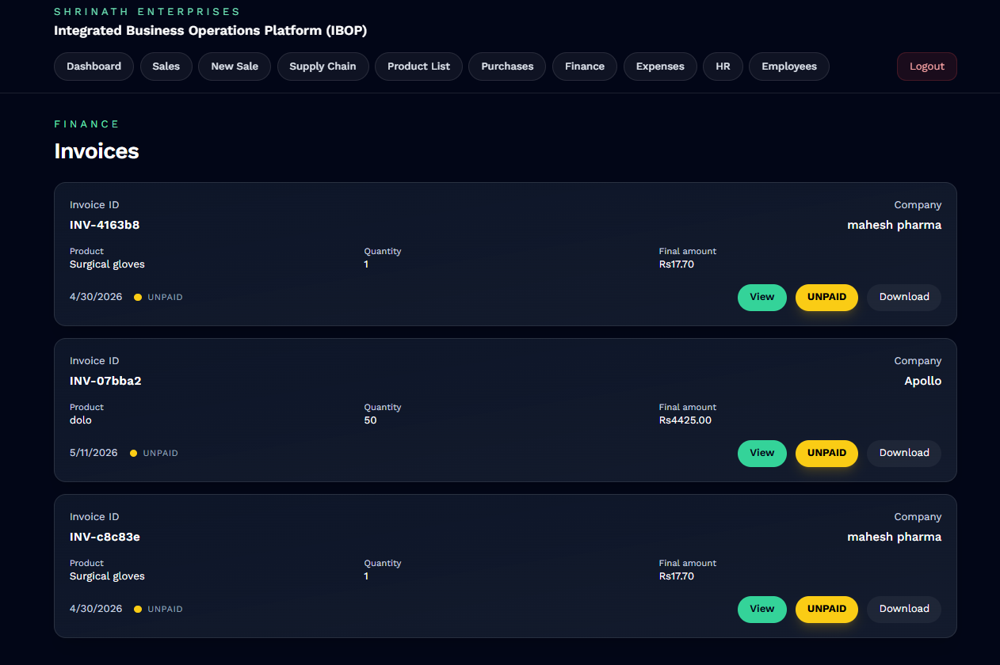 SHRINATH ENTERPRISES
Integrated Business Operations Platform (IBOP)
Dashboard Sales New Sale Supply Chain Product List Purchases Finance Expenses HR Employees Logout
FINANCE
Invoices
Invoice ID Company
INV-4163b8 mahesh pharma
Product Quantity Final amount
Surgical gloves 1 Rs17.70
4/30/2026 UNPAID View UNPAID Download
Invoice ID Company
INV-07bba2 Apollo
Product Quantity Final amount
dolo 50 Rs4425.00
5/11/2026 UNPAID View UNPAID Download
Invoice ID Company
INV-c8c83e mahesh pharma
Product Quantity Final amount
Surgical gloves 1 Rs17.70
4/30/2026 UNPAID View UNPAID Download